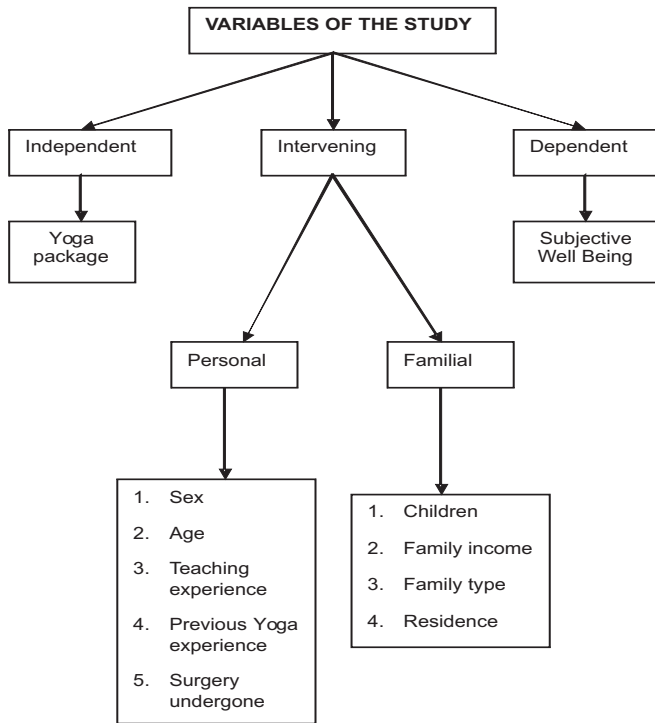 VARIABLES OF THE STUDY
Independent
Intervening
Dependent
Yoga
package
Subjective
Well Being
Personal
Familial
1. Sex
2. Age
3. Teaching
experience
4. Previous Yoga
experience
5. Surgery
undergone
1. Children
2. Family income
3. Family type
4. Residence